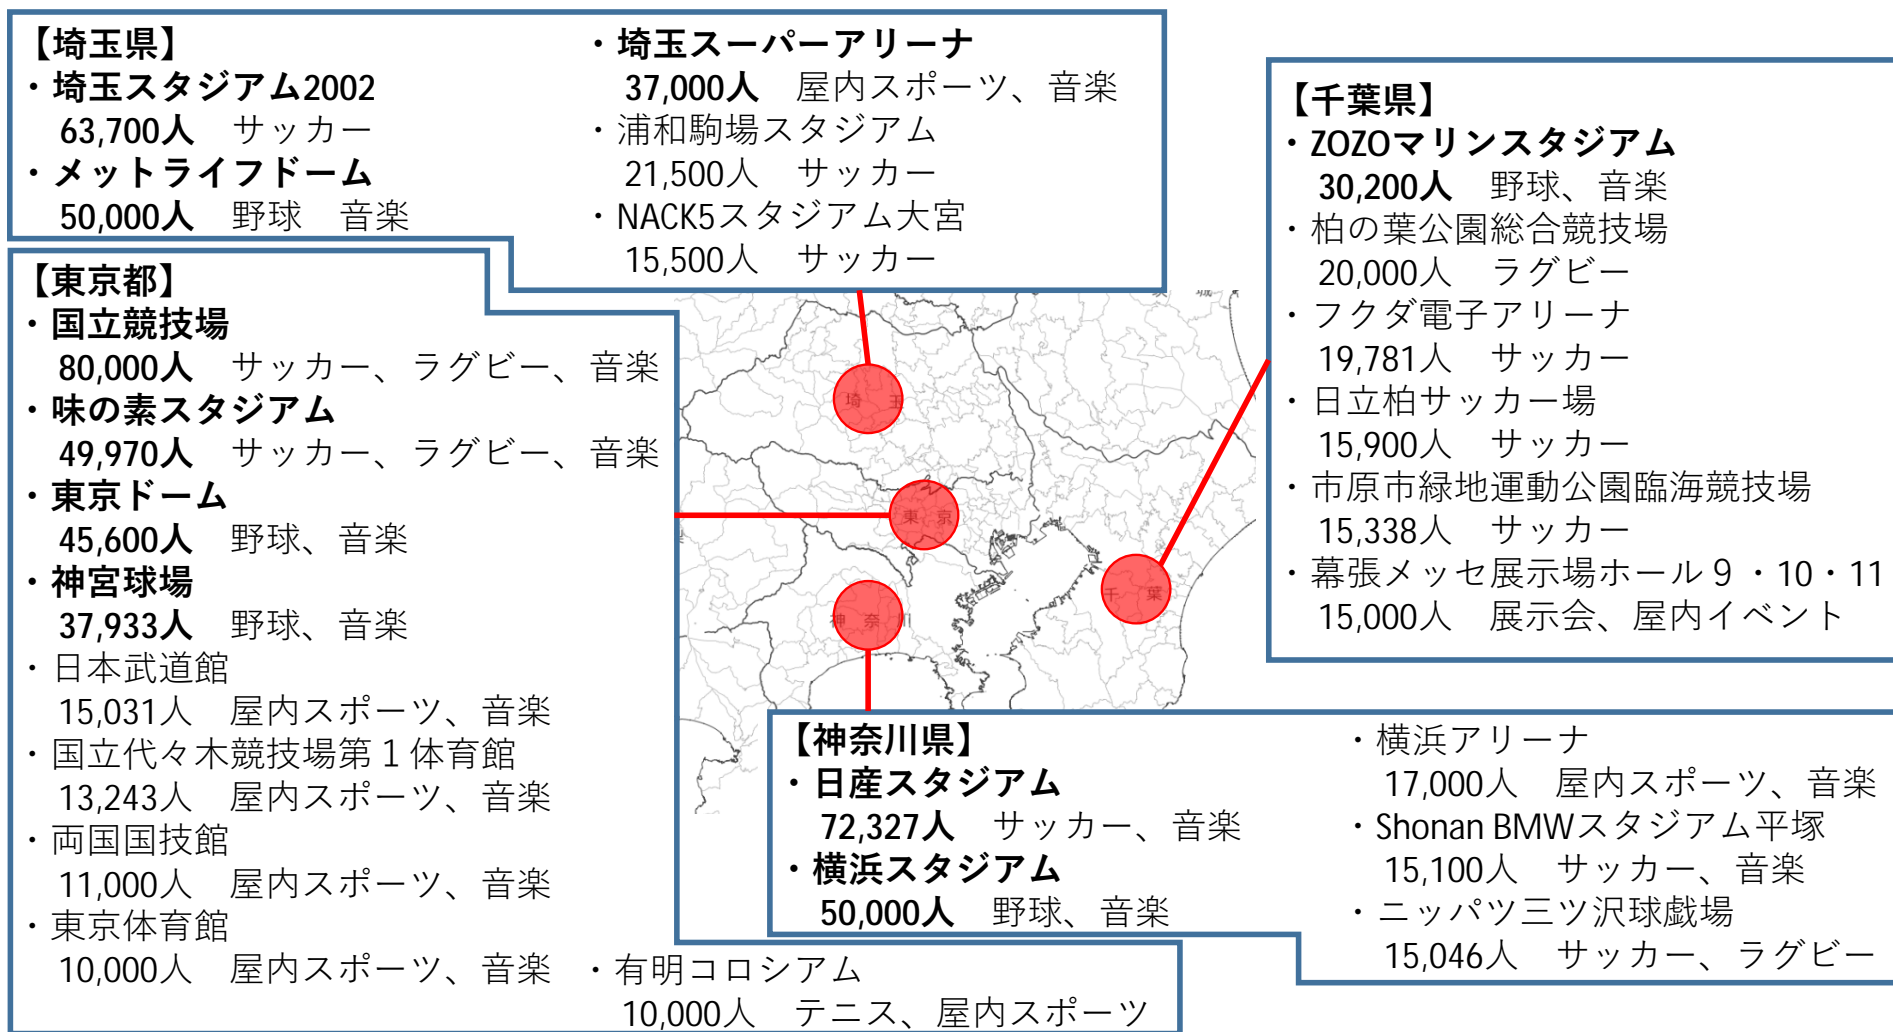 【埼玉県】
・埼玉スタジアム2002
63,700人　サッカー
・メットライフドーム
50,000人　野球　音楽
・埼玉スーパーアリーナ
37,000人　屋内スポーツ、音楽
・浦和駒場スタジアム
21,500人　サッカー
・NACK5スタジアム大宮
15,500人　サッカー
【千葉県】
・ZOZOマリンスタジアム
30,200人　野球、音楽
・柏の葉公園総合競技場
20,000人　ラグビー
・フクダ電子アリーナ
19,781人　サッカー
・日立柏サッカー場
15,900人　サッカー
・市原市緑地運動公園臨海競技場
15,338人　サッカー
・幕張メッセ展示場ホール９・10・11
15,000人　展示会、屋内イベント
【東京都】
・国立競技場
80,000人　サッカー、ラグビー、音楽
・味の素スタジアム
49,970人　サッカー、ラグビー、音楽
・東京ドーム
45,600人　野球、音楽
・神宮球場
37,933人　野球、音楽
・日本武道館
15,031人　屋内スポーツ、音楽
・国立代々木競技場第１体育館
13,243人　屋内スポーツ、音楽
・両国国技館
11,000人　屋内スポーツ、音楽
・東京体育館
10,000人　屋内スポーツ、音楽
・有明コロシアム
10,000人　テニス、屋内スポーツ
埼　玉
東　京
千　葉
神　奈　川
【神奈川県】
・日産スタジアム
72,327人　サッカー、音楽
・横浜スタジアム
50,000人　野球、音楽
・横浜アリーナ
17,000人　屋内スポーツ、音楽
・Shonan BMWスタジアム平塚
15,100人　サッカー、音楽
・ニッパツ三ツ沢球戯場
15,046人　サッカー、ラグビー